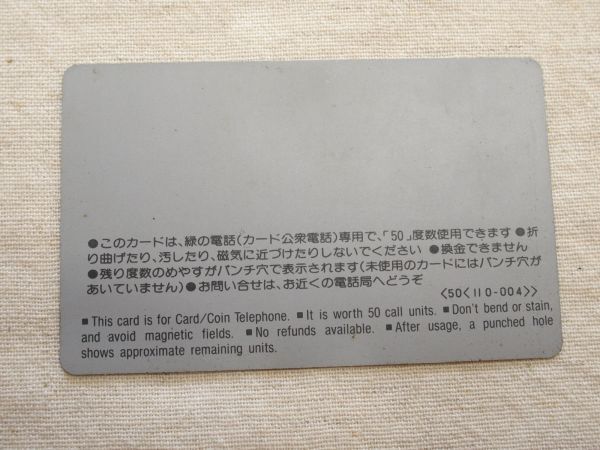 ●このカードは、緑の電話(カード公衆電話)専用で、「50」度数使用できます ●折
り曲げたり、汚したり、磁気に近づけたりしないでください ●換金できません
●残り度数のめやすがパンチ穴で表示されます(未使用のカードにはパンチ穴が
あいていません)●お問い合せは、お近くの電話局へどうぞ
〈50〈110-004〉〉
■ This card is for Card/Coin Telephone. ■ It is worth 50 call units. ■ Don't bend or stain,
and avoid magnetic fields. ■ No refunds available. ■ After usage, a punched hole
shows approximate remaining units.